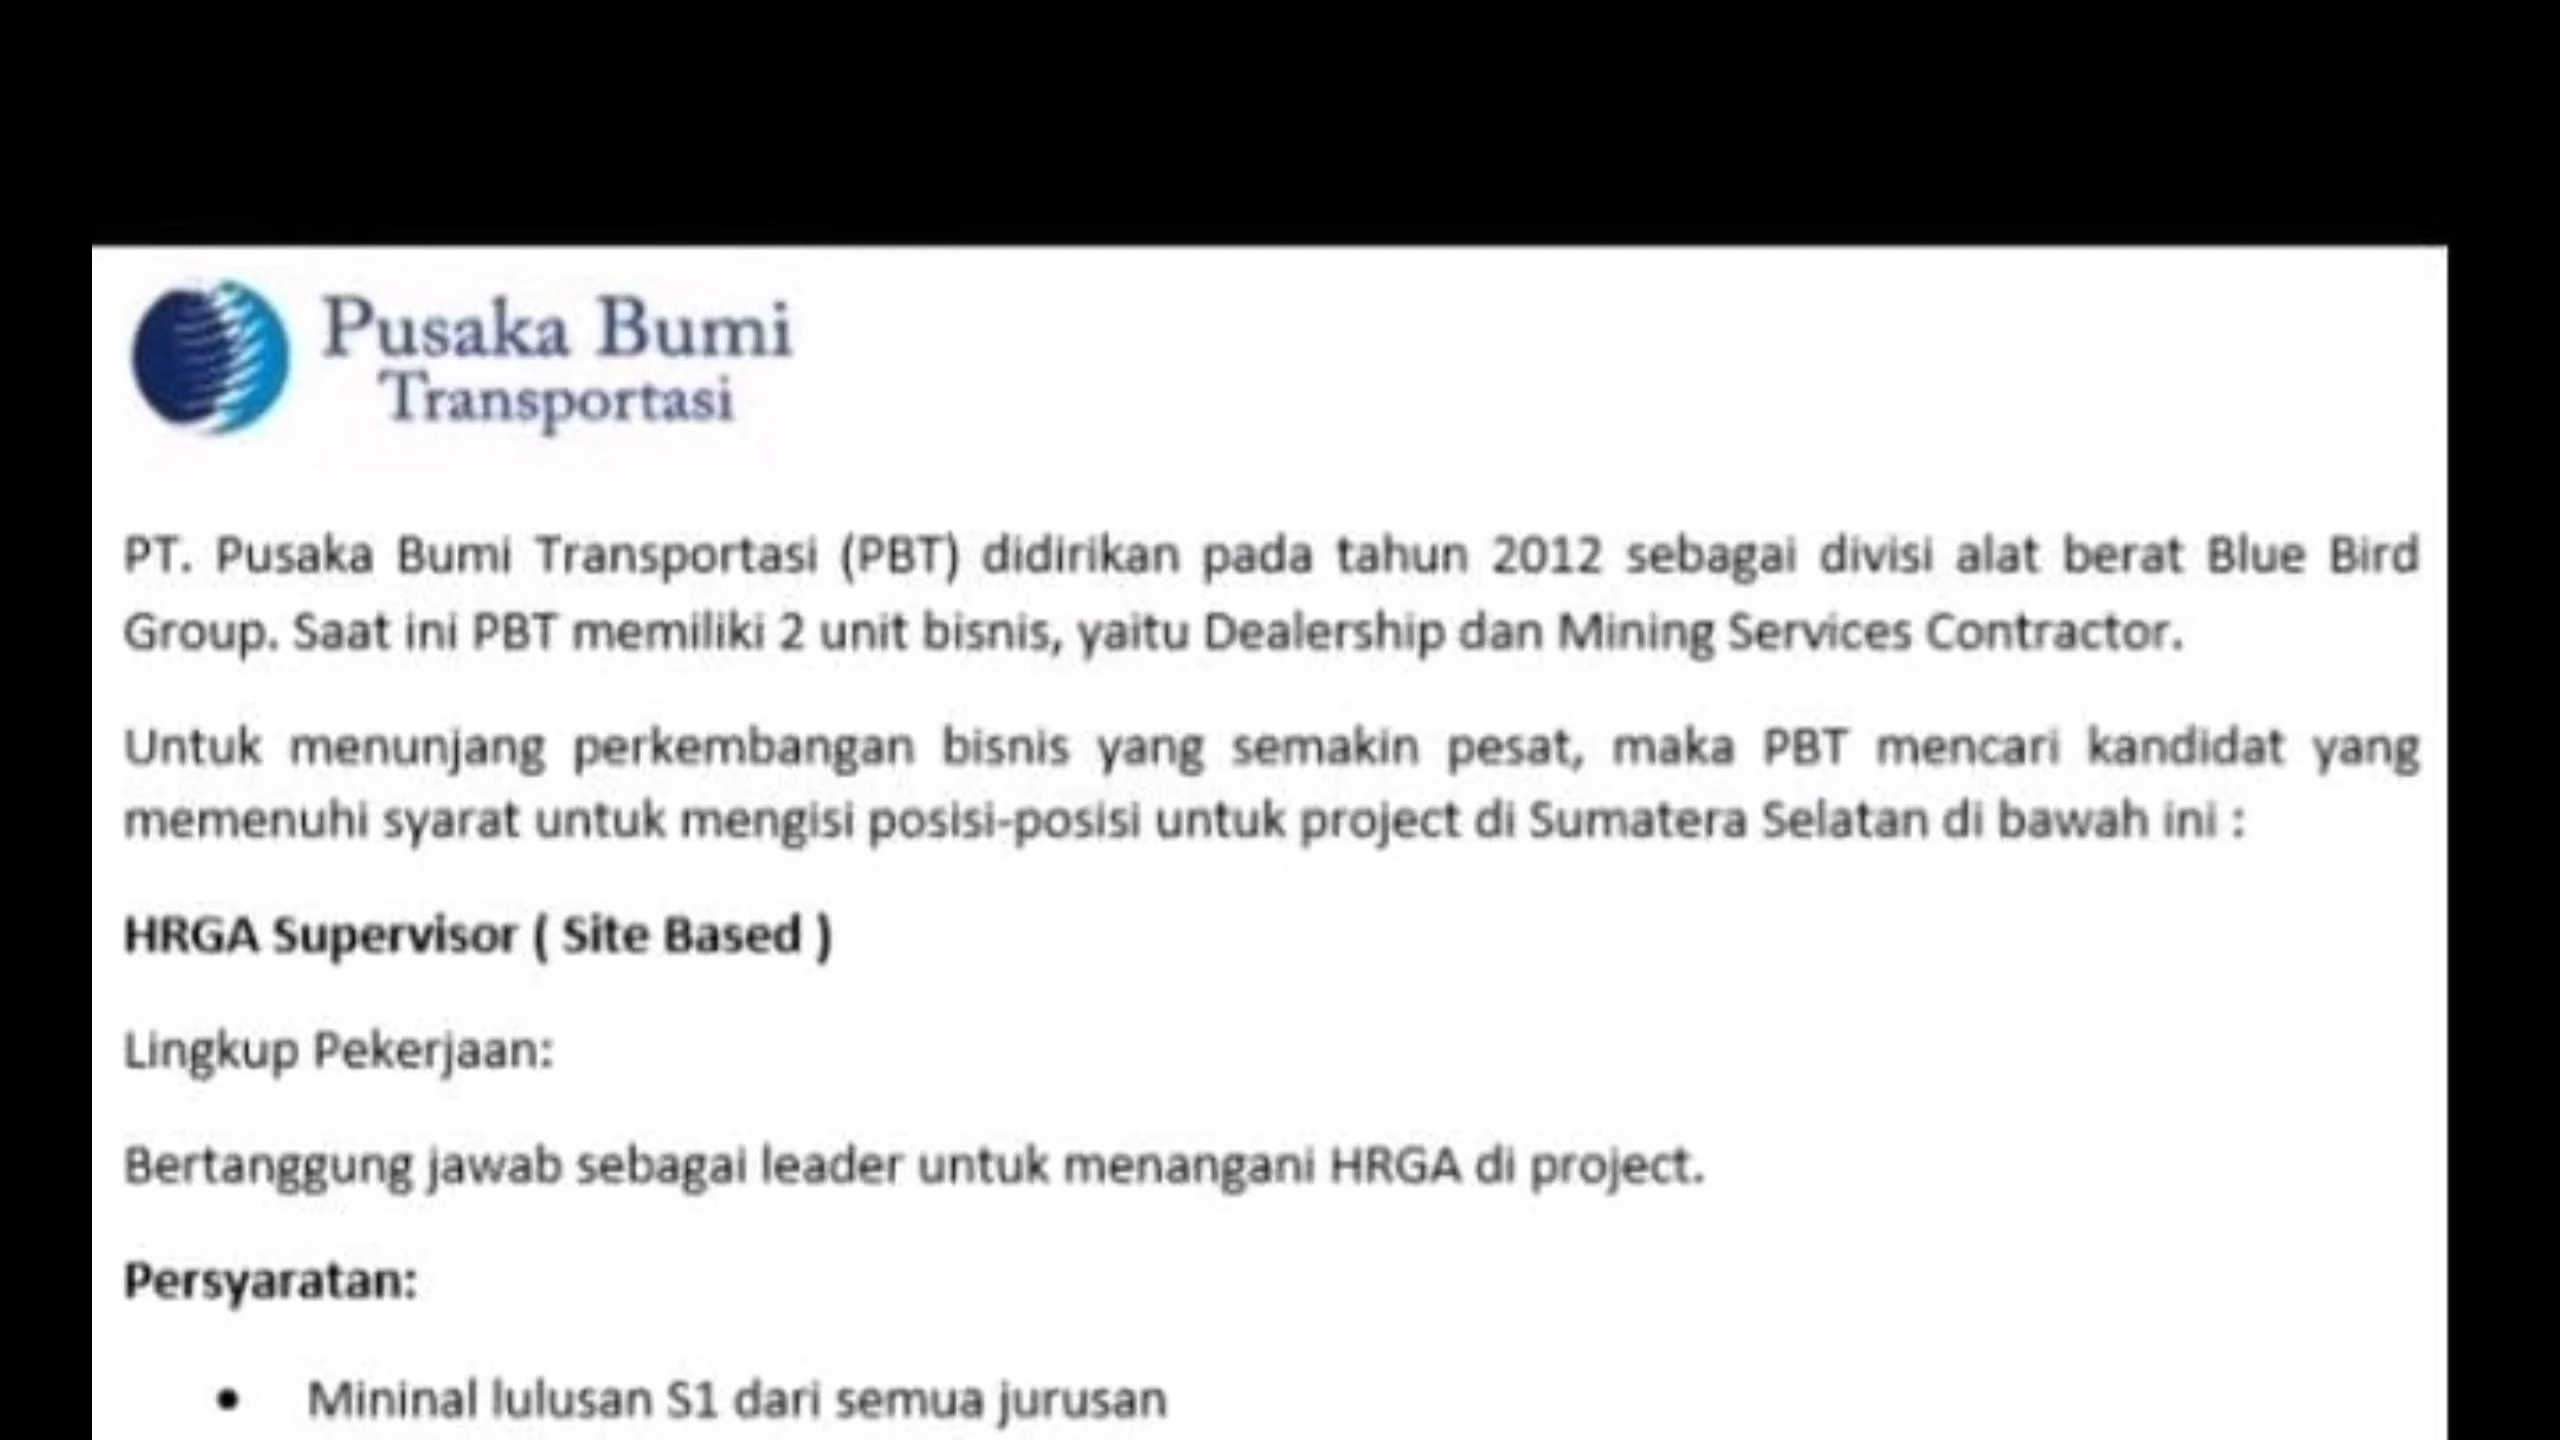 Pusaka Bumi
Transportasi
PT. Pusaka Bumi Transportasi (PBT) didirikan pada tahun 2012 sebagai divisi alat berat Blue Bird
Group. Saat ini PBT memiliki 2 unit bisnis, yaitu Dealership dan Mining Services Contractor.
Untuk menunjang perkembangan bisnis yang semakin pesat, maka PBT mencari kandidat yang
memenuhi syarat untuk mengisi posisi-posisi untuk project di Sumatera Selatan di bawah ini :
HRGA Supervisor ( Site Based )
Lingkup Pekerjaan:
Bertanggung jawab sebagai leader untuk menangani HRGA di project.
Persyaratan:
• Mininal lulusan S1 dari semua jurusan